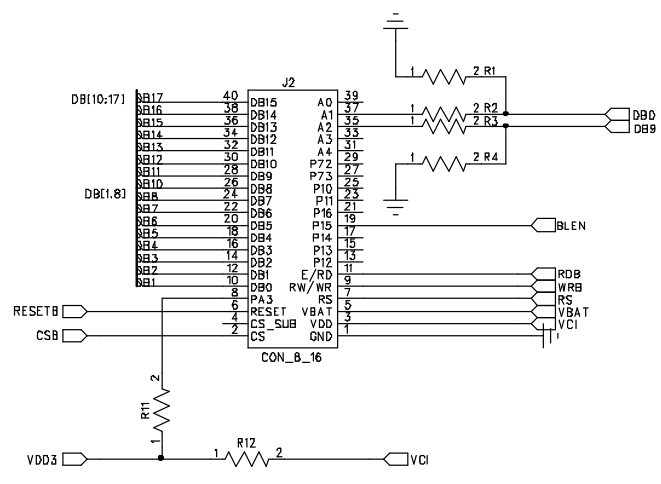 J2
1 2 R1
DB[10:17]
DB17 40 DB15 A0 39
DB16 38 DB14 A1 37 1 2 R2 DB0
DB15 36 DB13 A2 35 1 2 R3 DB9
DB14 34 DB12 A3 33
DB13 32 DB11 A4 31
DB12 30 DB10 P72 29 1 2 R4
DB11 28 DB9 P73 27
DB10 26 DB8 P10 25
DB[1.8]
DB8 24 DB7 P11 23
DB7 22 DB6 P16 21
DB6 20 DB5 P15 19 BLEN
DB5 18 DB4 P14 17
DB4 16 DB3 P13 15
DB3 14 DB2 P12 13
DB2 12 DB1 E/RD 11 RDB
DB1 10 DB0 RW/WR 9 WRB
8 PA3 RS 7 RS
RESETB 6 RESET VBAT 5 VBAT
4 CS_SUB VDD 3 VCI
CSB 2 CS GND 1
CON_8_16
2
R11
1
R12
VDD3 1 2 VCI